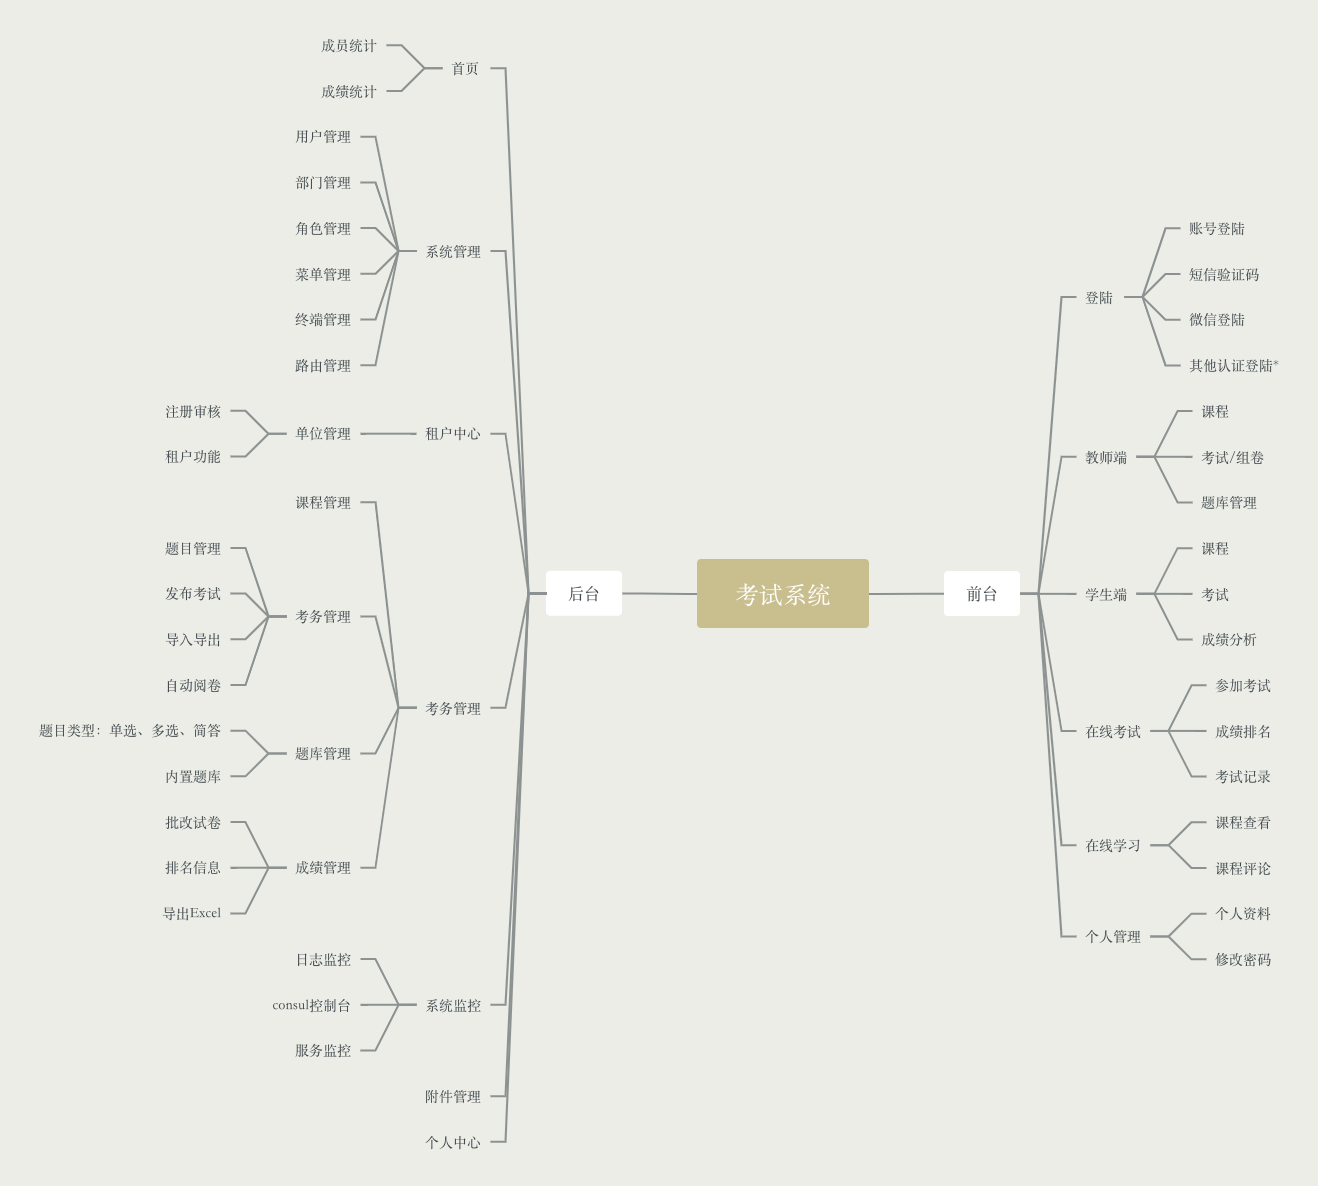 考试系统
后台
首页
成员统计
成绩统计
系统管理
用户管理
部门管理
角色管理
菜单管理
终端管理
路由管理
租户中心
单位管理
注册审核
租户功能
考务管理
课程管理
考务管理
题目管理
发布考试
导入导出
自动阅卷
题库管理
题目类型：单选、多选、简答
内置题库
成绩管理
批改试卷
排名信息
导出Excel
系统监控
日志监控
consul控制台
服务监控
附件管理
个人中心
前台
登陆
账号登陆
短信验证码
微信登陆
其他认证登陆*
教师端
课程
考试/组卷
题库管理
学生端
课程
考试
成绩分析
在线考试
参加考试
成绩排名
考试记录
在线学习
课程查看
课程评论
个人管理
个人资料
修改密码